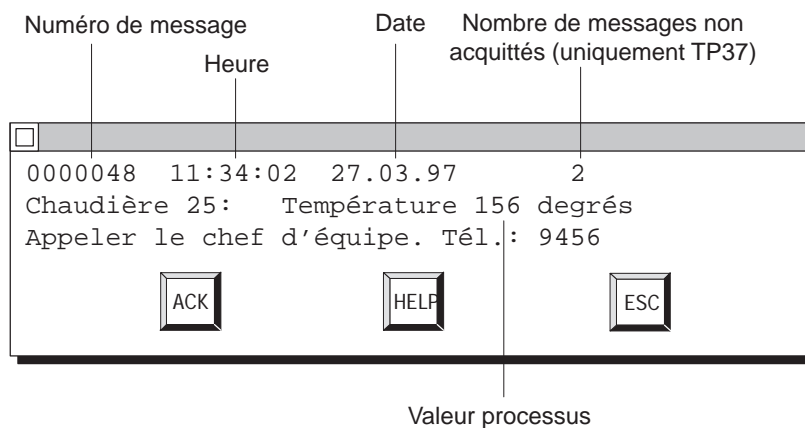 Numéro de message
Heure
Date
Nombre de messages non
acquittés (uniquement TP37)
0000048 11:34:02 27.03.97 2
Chaudière 25: Température 156 degrés
Appeler le chef d'équipe. Tél.: 9456
ACK HELP ESC
Valeur processus